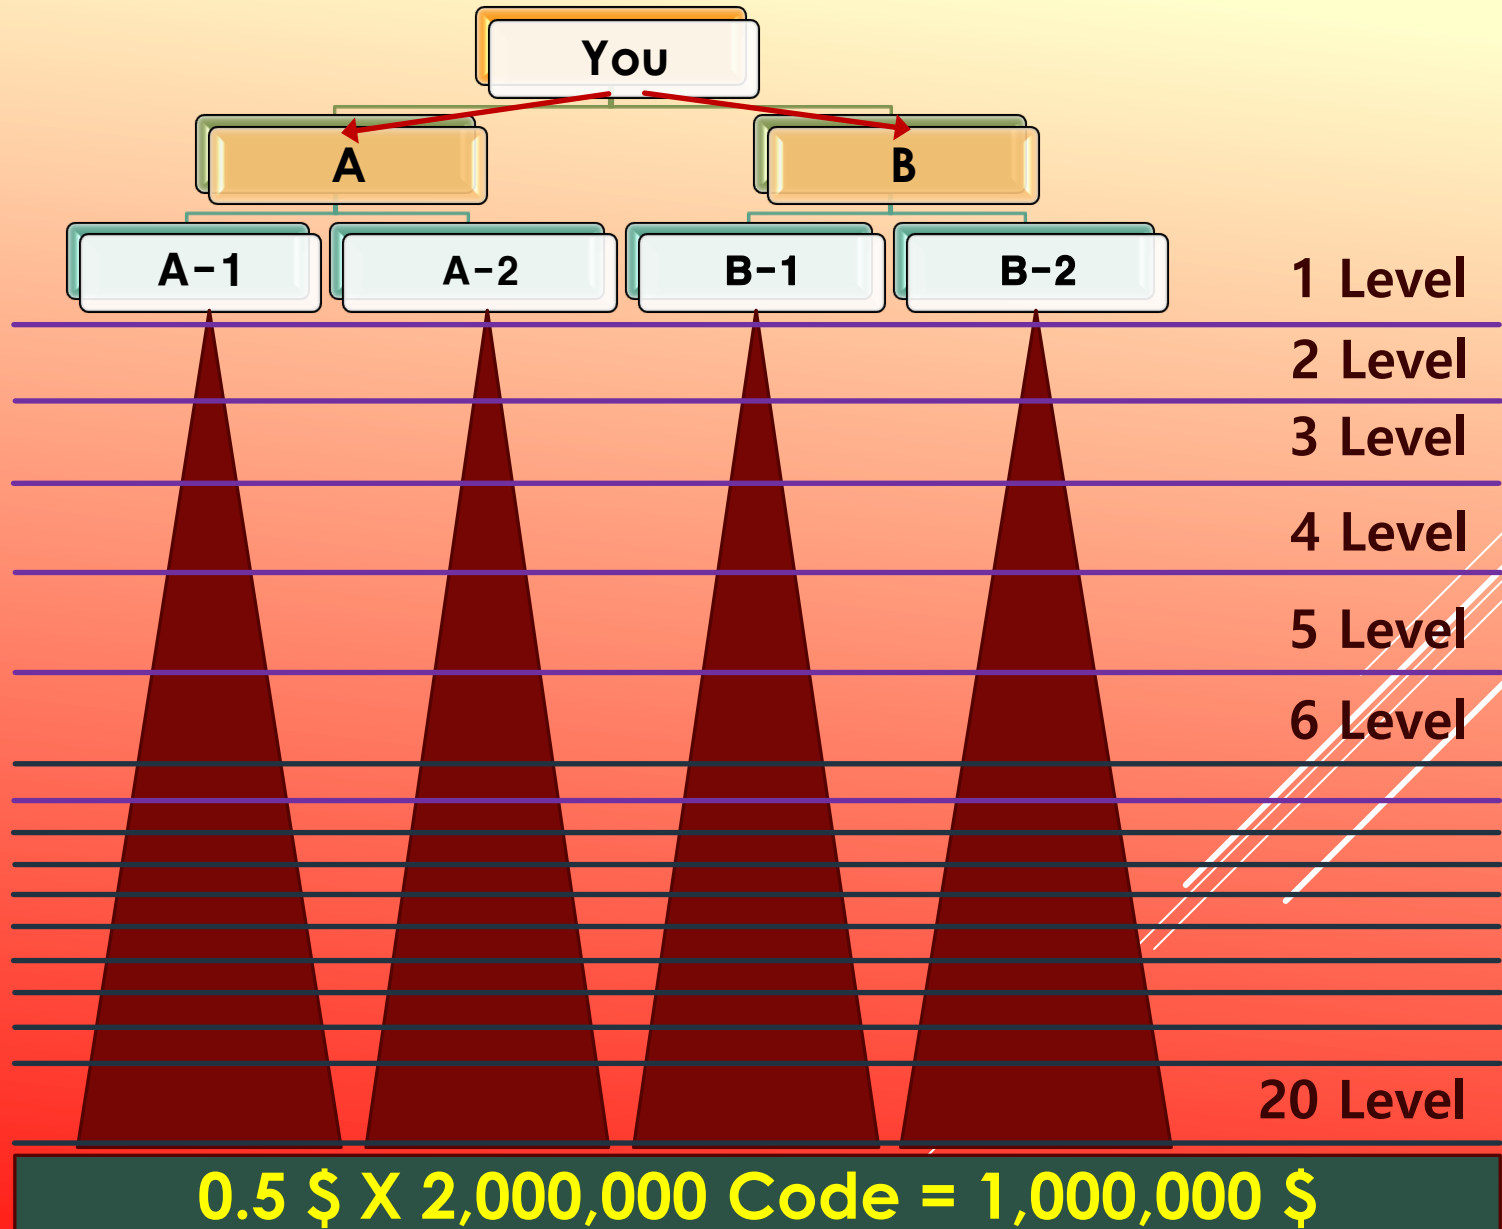 You
A B
A-1 A-2 B-1 B-2
1 Level
2 Level
3 Level
4 Level
5 Level
6 Level
20 Level
0.5 $ X 2,000,000 Code = 1,000,000 $